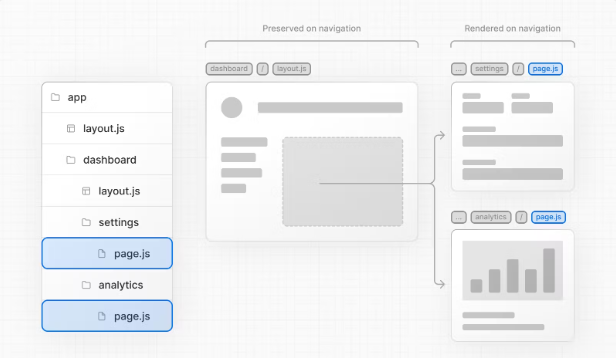 Preserved on navigation
Rendered on navigation
dashboard / layout.js
... settings / page.js
app
layout.js
dashboard
layout.js
settings
page.js
analytics
page.js
... analytics / page.js